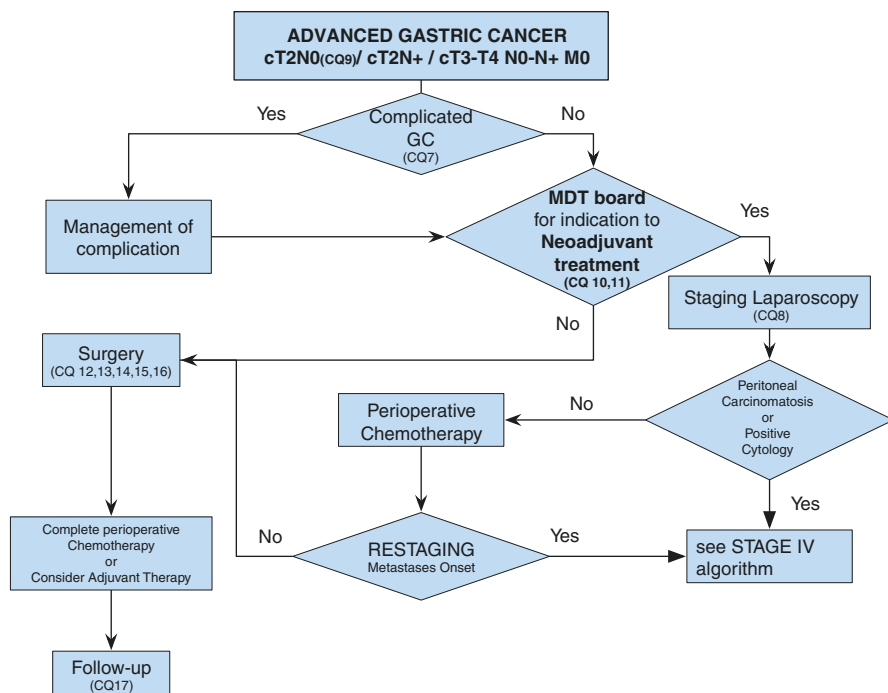 ADVANCED GASTRIC CANCER
cT2N0(CQ9)/ cT2N+ / cT3-T4 N0-N+ M0
Yes
Complicated
GC
(CQ7)
No
Management of
complication
MDT board
for indication to
Neoadjuvant
treatment
(CQ 10,11)
Yes
Staging Laparoscopy
(CQ8)
No
Surgery
(CQ 12,13,14,15,16)
Perioperative
Chemotherapy
No
Peritoneal
Carcinomatosis
or
Positive
Cytology
Yes
Complete perioperative
Chemotherapy
or
Consider Adjuvant Therapy
No
RESTAGING
Metastases Onset
Yes
see STAGE IV
algorithm
Follow-up
(CQ17)